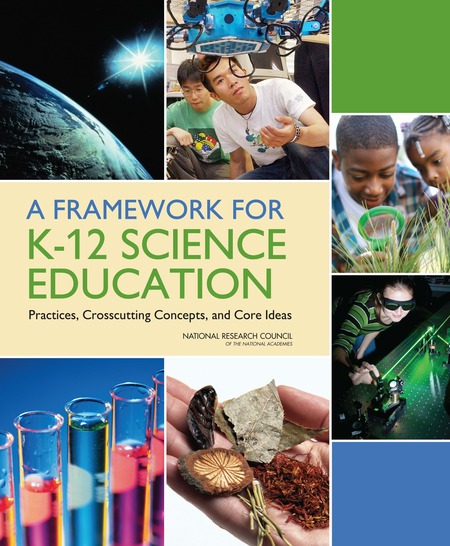 A FRAMEWORK FOR
K-12 SCIENCE
EDUCATION
Practices, Crosscutting Concepts, and Core Ideas
NATIONAL RESEARCH COUNCIL
OF THE NATIONAL ACADEMIES